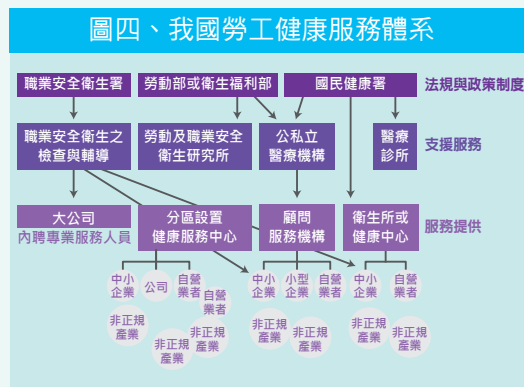 圖四、我國勞工健康服務體系
職業安全衛生署
勞動部或衛生福利部
國民健康署
法規與政策制度
職業安全衛生之
檢查與輔導
勞動及職業安全
衛生研究所
公私立
醫療機構
醫療
診所
支援服務
大公司
內聘專業服務人員
分區設置
健康服務中心
顧問
服務機構
衛生所或
健康中心
服務提供
中小
企業
公司
自營
業者
自營
業者
非正規
產業
非正規
產業
非正規
產業
中小
企業
小型
企業
自營
業者
非正規
產業
非正規
產業
中小
企業
自營
業者
非正規
產業
非正規
產業